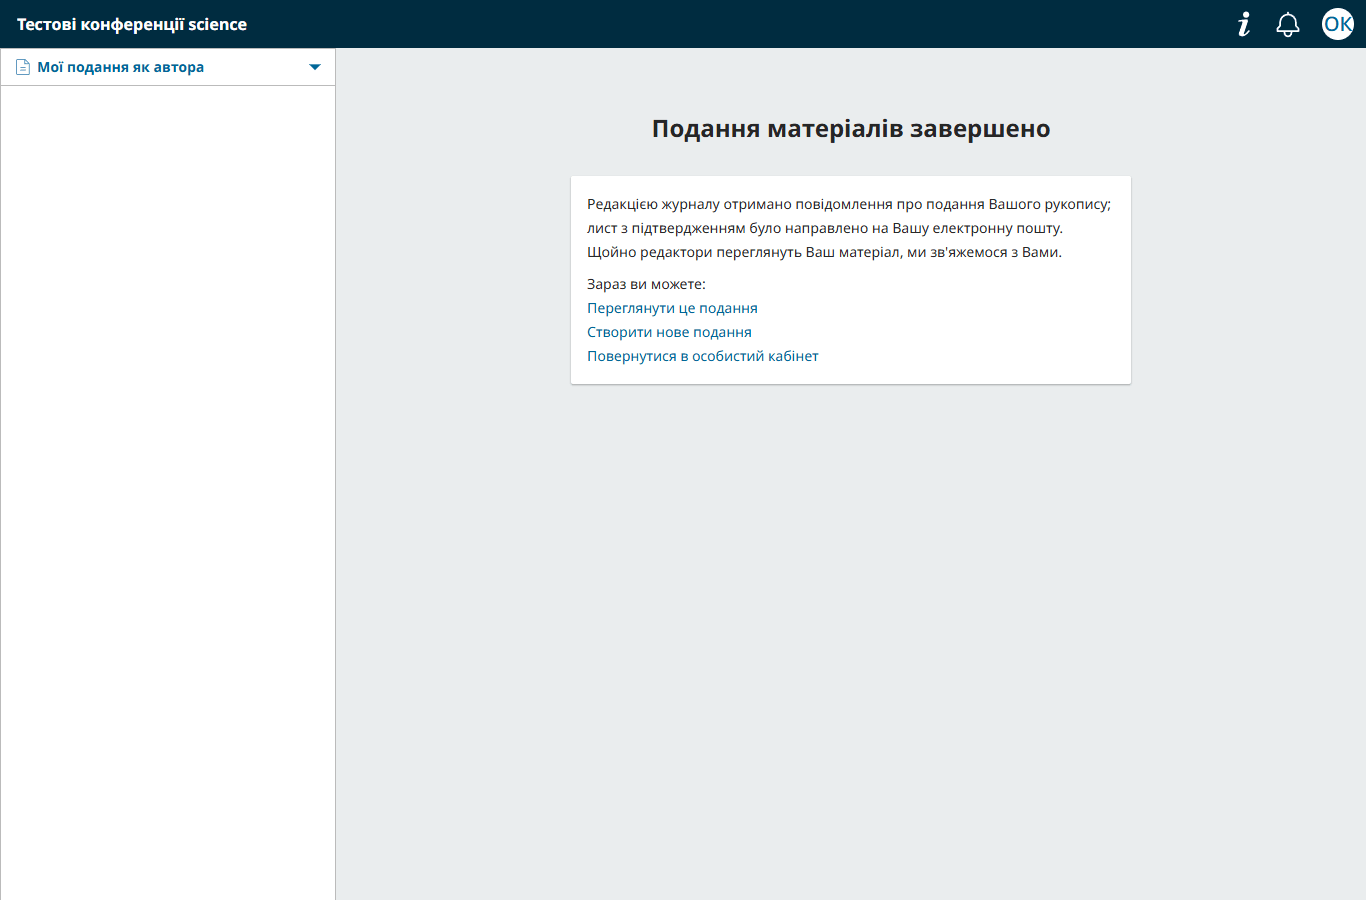 Тестові конференції science
i
ОК
Мої подання як автора
Подання матеріалів завершено
Редакцією журналу отримано повідомлення про подання Вашого рукопису;
лист з підтвердженням було направлено на Вашу електронну пошту.
Щойно редактори переглянуть Ваш матеріал, ми зв'яжемося з Вами.
Зараз ви можете:
Переглянути це подання
Створити нове подання
Повернутися в особистий кабінет